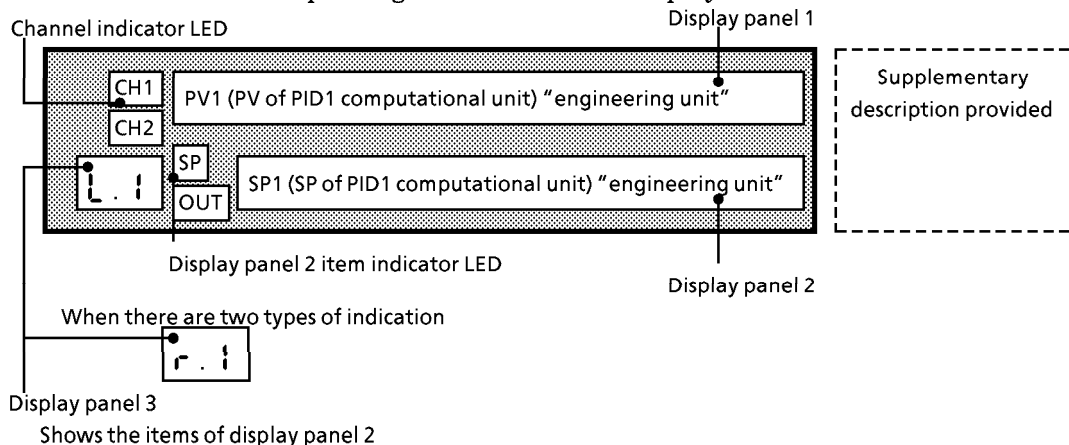 Display panel 1
Channel indicator LED
CH1
PV1 (PV of PID1 computational unit) “engineering unit”
CH2
Supplementary
description provided
L . 1
SP
OUT
SP1 (SP of PID1 computational unit) “engineering unit”
Display panel 2 item indicator LED
Display panel 2
When there are two types of indication
r . 1
Display panel 3
Shows the items of display panel 2